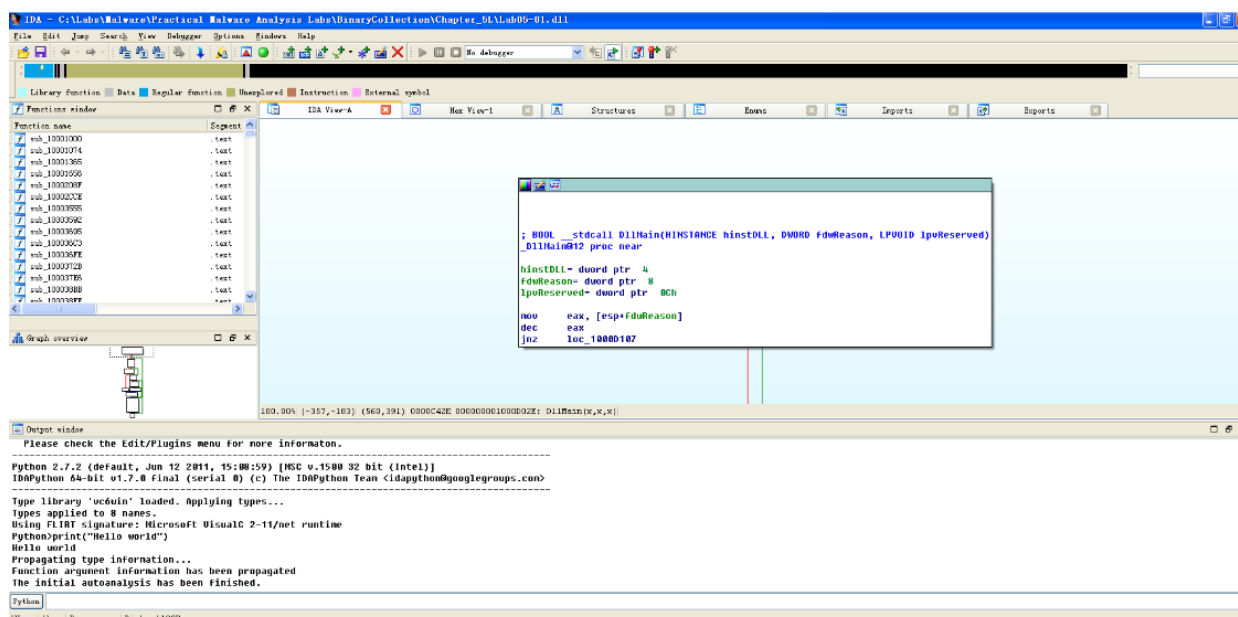 IDA - C:\Labs\Malware\Practical Malware Analysis Labs\BinaryCollection\Chapter_5L\Lab05-01.dll
File Edit Jump Search View Debugger Options Windows Help
No debugger
Library function Data Regular function Unexplored Instruction External symbol
Functions window
IDA View-A Hex View-1 Structures Enums Imports Exports
Function name Segment
sub_10001000 .text
sub_10001074 .text
sub_10001365 .text
sub_10001656 .text
sub_1000208F .text
sub_10002CCE .text
sub_10003555 .text
sub_10003592 .text
sub_10003695 .text
sub_100036C3 .text
sub_100036FE .text
sub_1000372B .text
sub_100037E6 .text
sub_100038BB .text
sub_100038EE .text
; BOOL __stdcall DllMain(HINSTANCE hinstDLL, DWORD fdwReason, LPVOID lpvReserved)
_DllMain@12 proc near
hinstDLL= dword ptr 4
fdwReason= dword ptr 8
lpvReserved= dword ptr 0Ch
mov eax, [esp+fdwReason]
dec eax
jnz loc_1000D107
Graph overview
100.00% (-357,-183) (560,391) 0000C42E 000000001000D02E: DllMain(x,x,x)
Output window
Please check the Edit/Plugins menu for more informaton.
---------------------------------------------------------------------------------
Python 2.7.2 (default, Jun 12 2011, 15:08:59) [MSC v.1500 32 bit (Intel)]
IDAPython 64-bit v1.7.0 final (serial 0) (c) The IDAPython Team <idapython@googlegroups.com>
---------------------------------------------------------------------------------
Type library 'vc6win' loaded. Applying types...
Types applied to 8 names.
Using FLIRT signature: Microsoft VisualC 2-11/net runtime
Python>print("Hello world")
Hello world
Propagating type information...
Function argument information has been propagated
The initial autoanalysis has been finished.
Python